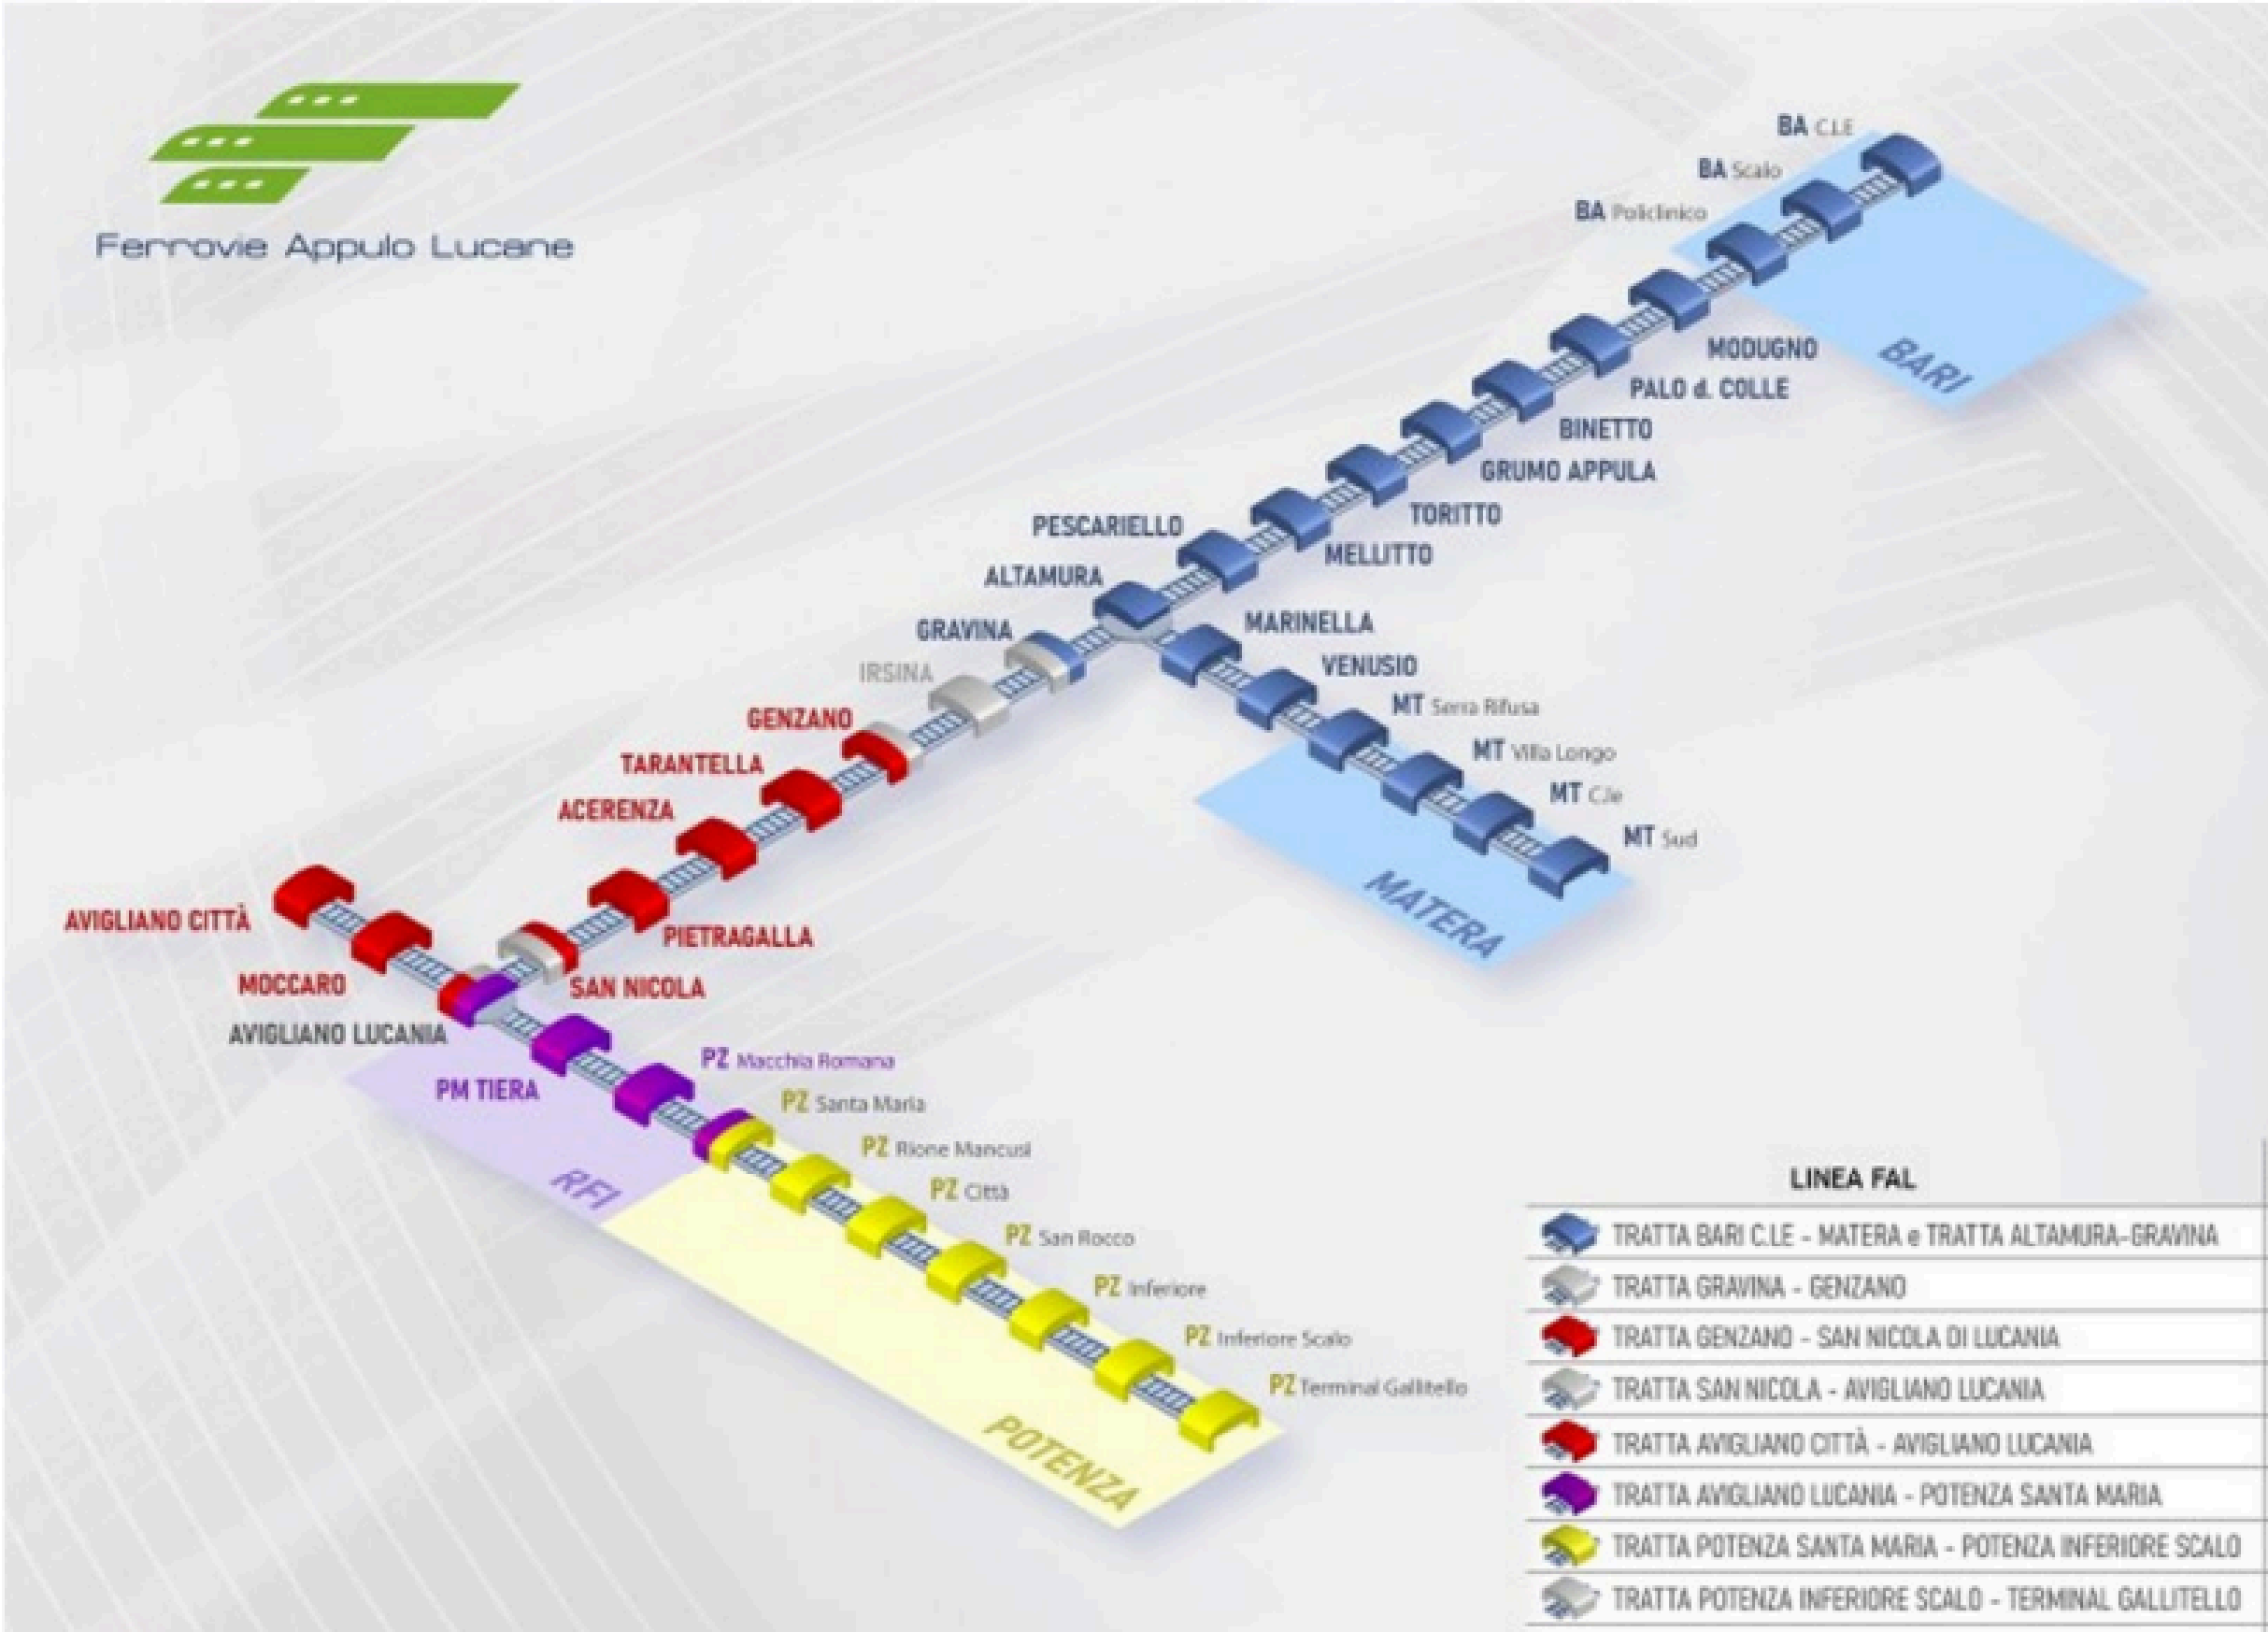 Ferrovie Appulo Lucane
BA C.LE
BA Scalo
BA Policlinico
MODUGNO
PALO d. COLLE
BINETTO
GRUMO APPULA
TORITTO
MELLITTO
BARI
PESCARIELLO
ALTAMURA
GRAVINA
IRSINA
GENZANO
TARANTELLA
ACERENZA
PIETRAGALLA
SAN NICOLA
MARINELLA
VENUSIO
MT Serra Rifusa
MT Villa Longo
MT C.le
MT Sud
MATERA
AVIGLIANO CITTÀ
MOCCARO
AVIGLIANO LUCANIA
PM TIERA
PZ Macchia Romana
PZ Santa Maria
PZ Rione Mancusi
PZ Città
PZ San Rocco
PZ Inferiore
PZ Inferiore Scalo
PZ Terminal Gallitello
RFI
POTENZA
LINEA FAL
TRATTA BARI C.LE - MATERA e TRATTA ALTAMURA-GRAVINA
TRATTA GRAVINA - GENZANO
TRATTA GENZANO - SAN NICOLA DI LUCANIA
TRATTA SAN NICOLA - AVIGLIANO LUCANIA
TRATTA AVIGLIANO CITTÀ - AVIGLIANO LUCANIA
TRATTA AVIGLIANO LUCANIA - POTENZA SANTA MARIA
TRATTA POTENZA SANTA MARIA - POTENZA INFERIORE SCALO
TRATTA POTENZA INFERIORE SCALO - TERMINAL GALLITELLO